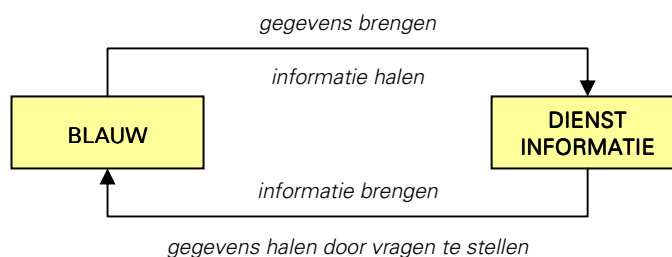 gegevens brengen
informatie halen
BLAUW
DIENST
INFORMATIE
informatie brengen
gegevens halen door vragen te stellen